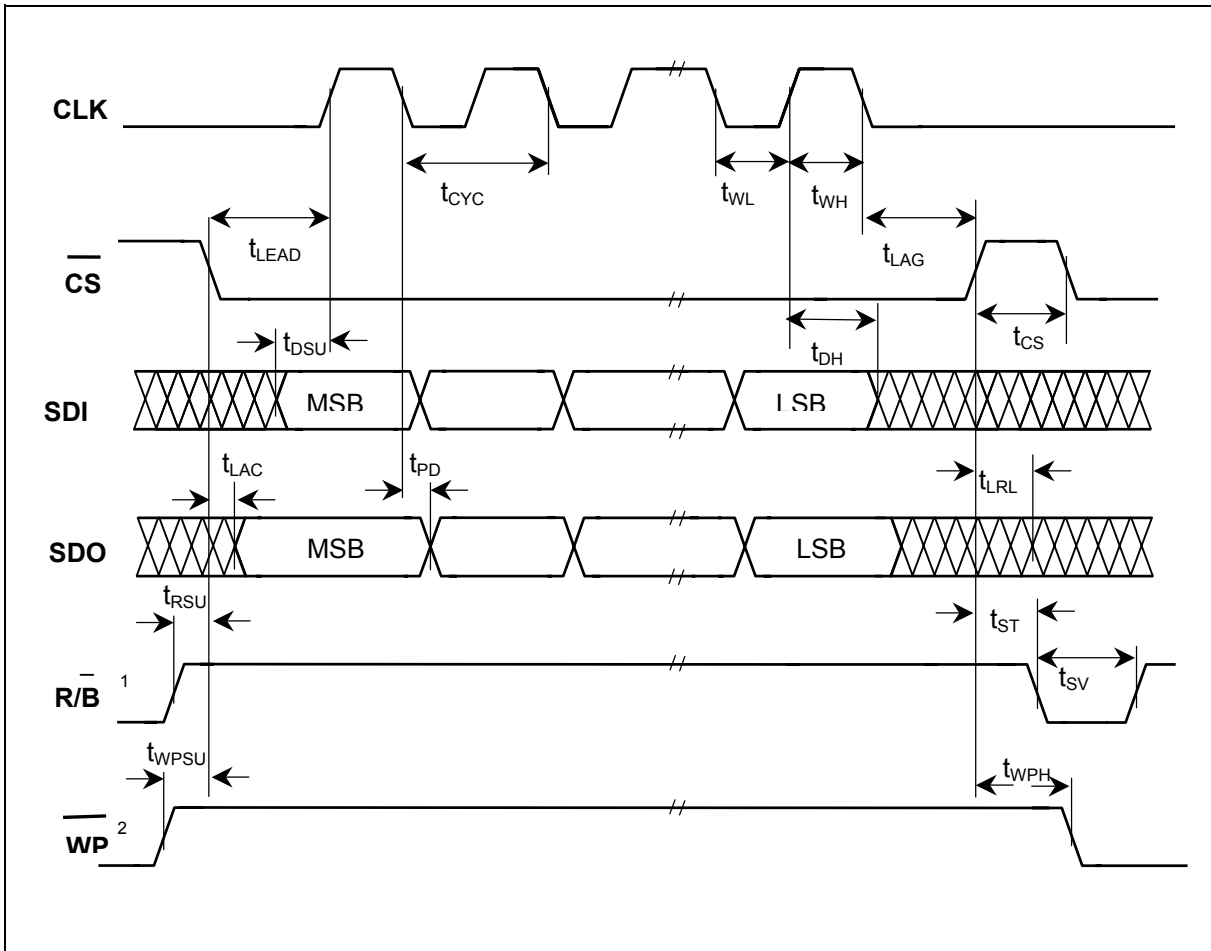 CLK
tCYC
tWL
tWH
tLEAD
tLAG
CS
tDSU
tDH
tCS
SDI
MSB
LSB
tLAC
tPD
tLRL
SDO
MSB
LSB
tRSU
tST
R/B 1
tSV
tWPSU
tWPH
WP 2